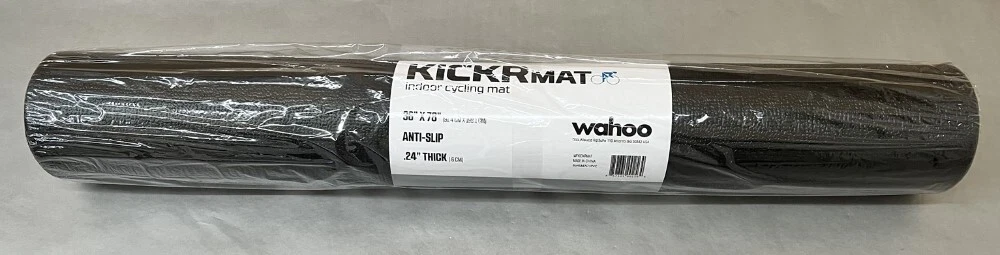 KICKRMAT
indoor cycling mat
36" X 78"
ANTI-SLIP
.24" THICK (.6 CM)
wahoo
MADE IN CHINA